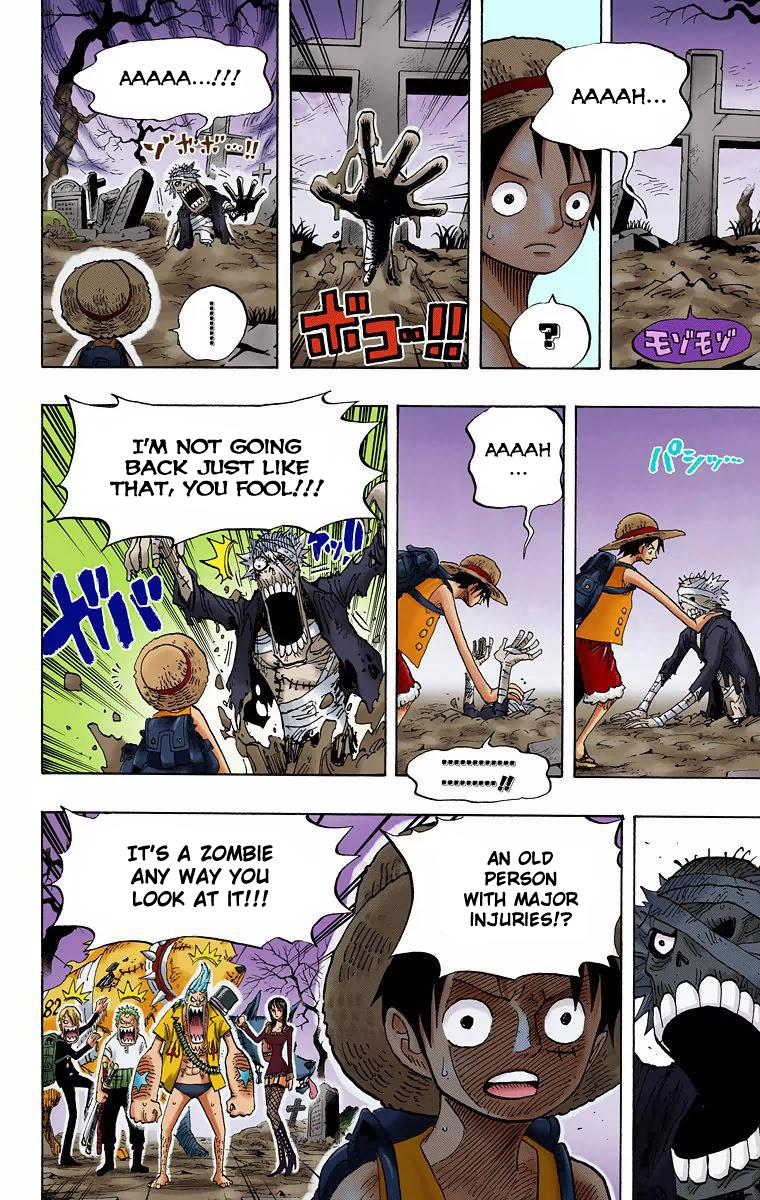 AAAAH...
モゾモゾ
?
ボコォッ!!
AAAAA...!!!
ゾボボ...!!
............
パシッ...
AAAAH
...
......................!!
I'M NOT GOING
BACK JUST LIKE
THAT, YOU FOOL!!!
ガバ
アッ!!
AN OLD
PERSON
WITH MAJOR
INJURIES!?
IT'S A ZOMBIE
ANY WAY YOU
LOOK AT IT!!!